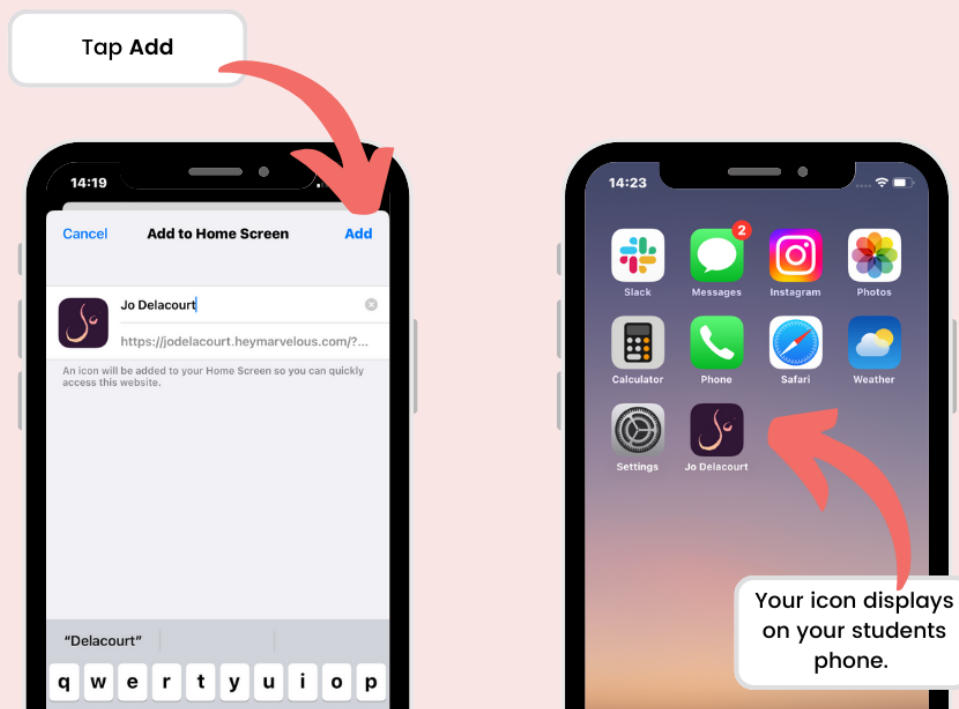 Tap Add
14:19
Cancel Add to Home Screen Add
Jo Delacourt
https://jodelacourt.heymarvelous.com/?...
An icon will be added to your Home Screen so you can quickly
access this website.
"Delacourt"
q w e r t y u i o p
14:23
2
Slack Messages Instagram Photos
Calculator Phone Safari Weather
Jo
Settings Jo Delacourt
Your icon displays
on your students
phone.